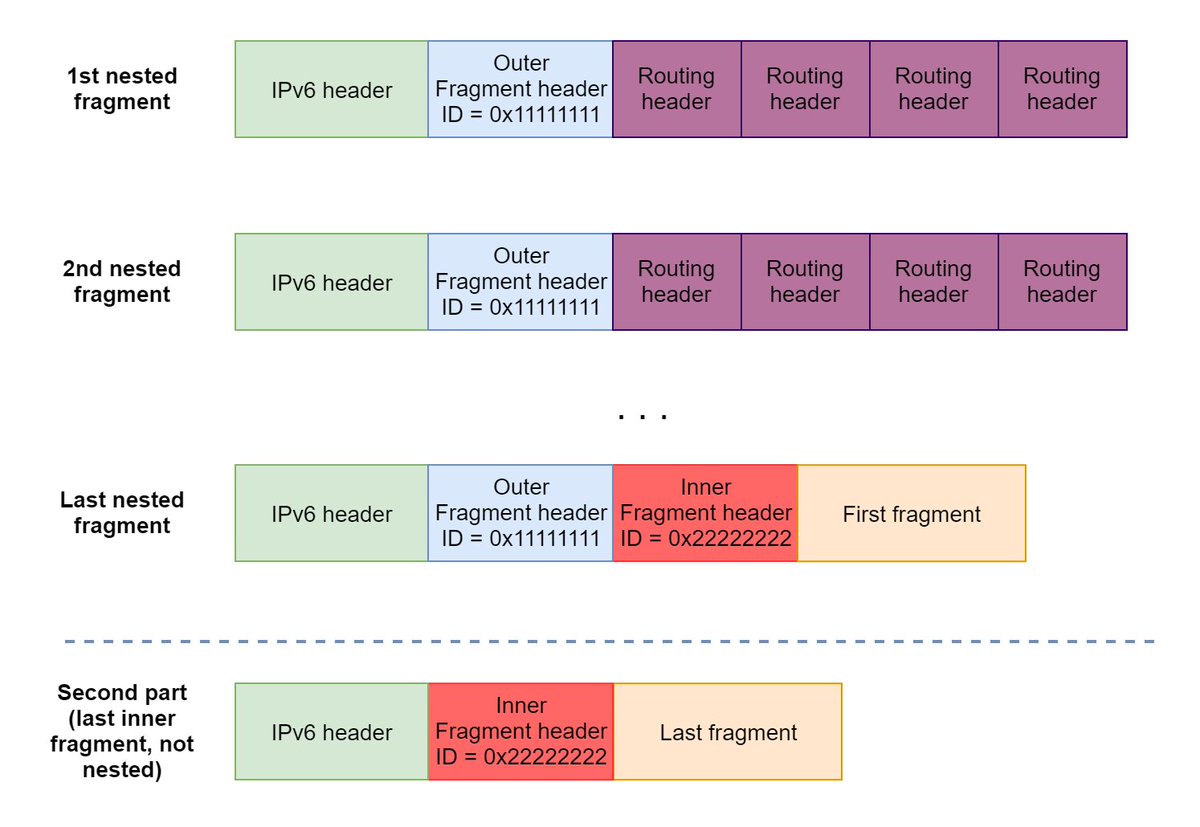 1st nested
fragment
IPv6 header
Outer
Fragment header
ID = 0x11111111
Routing
header
Routing
header
Routing
header
Routing
header
2nd nested
fragment
IPv6 header
Outer
Fragment header
ID = 0x11111111
Routing
header
Routing
header
Routing
header
Routing
header
. . .
Last nested
fragment
IPv6 header
Outer
Fragment header
ID = 0x11111111
Inner
Fragment header
ID = 0x22222222
First fragment
Second part
(last inner
fragment, not
nested)
IPv6 header
Inner
Fragment header
ID = 0x22222222
Last fragment